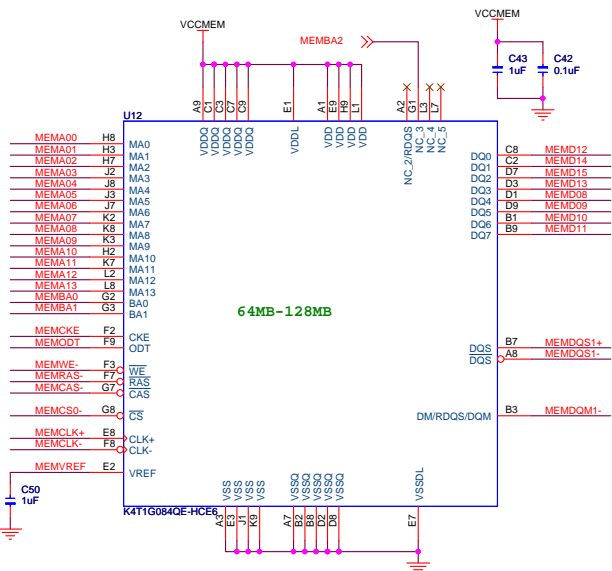 VCCMEM
VCCMEM
MEMBA2
C43
1uF
C42
0.1uF
A9 C1 C3 C7 C9 E1 A1 E9 H9 L1 A2 G1 L3 L7
U12
VDDQ VDDQ VDDQ VDDQ VDDQ VDDL VDD VDD VDD VDD NC_2/RDQS NC_3 NC_4 NC_5
MEMA00 H8 MA0
MEMA01 H3 MA1
MEMA02 H7 MA2
MEMA03 J2 MA3
MEMA04 J8 MA4
MEMA05 J3 MA5
MEMA06 J7 MA6
MEMA07 K2 MA7
MEMA08 K8 MA8
MEMA09 K3 MA9
MEMA10 H2 MA10
MEMA11 K7 MA11
MEMA12 L2 MA12
MEMA13 L8 MA13
MEMBA0 G2 BA0
MEMBA1 G3 BA1
DQ0 C8 MEMD12
DQ1 C2 MEMD14
DQ2 D7 MEMD15
DQ3 D3 MEMD13
DQ4 D1 MEMD08
DQ5 D9 MEMD09
DQ6 B1 MEMD10
DQ7 B9 MEMD11
64MB-128MB
MEMCKE F2 CKE
MEMODT F9 ODT
DQS B7 MEMDQS1+
DQS A8 MEMDQS1-
MEMWE- F3 WE
MEMRAS- F7 RAS
MEMCAS- G7 CAS
MEMCS0- G8 CS
DM/RDQS/DQM B3 MEMDQM1-
MEMCLK+ E8 CLK+
MEMCLK- F8 CLK-
MEMVREF E2 VREF
C50
1uF
VSS VSS VSS VSS VSSQ VSSQ VSSQ VSSQ VSSQ VSSDL
K4T1G084QE-HCE6
A3 E3 J1 K9 A7 B2 B8 D2 D8 E7